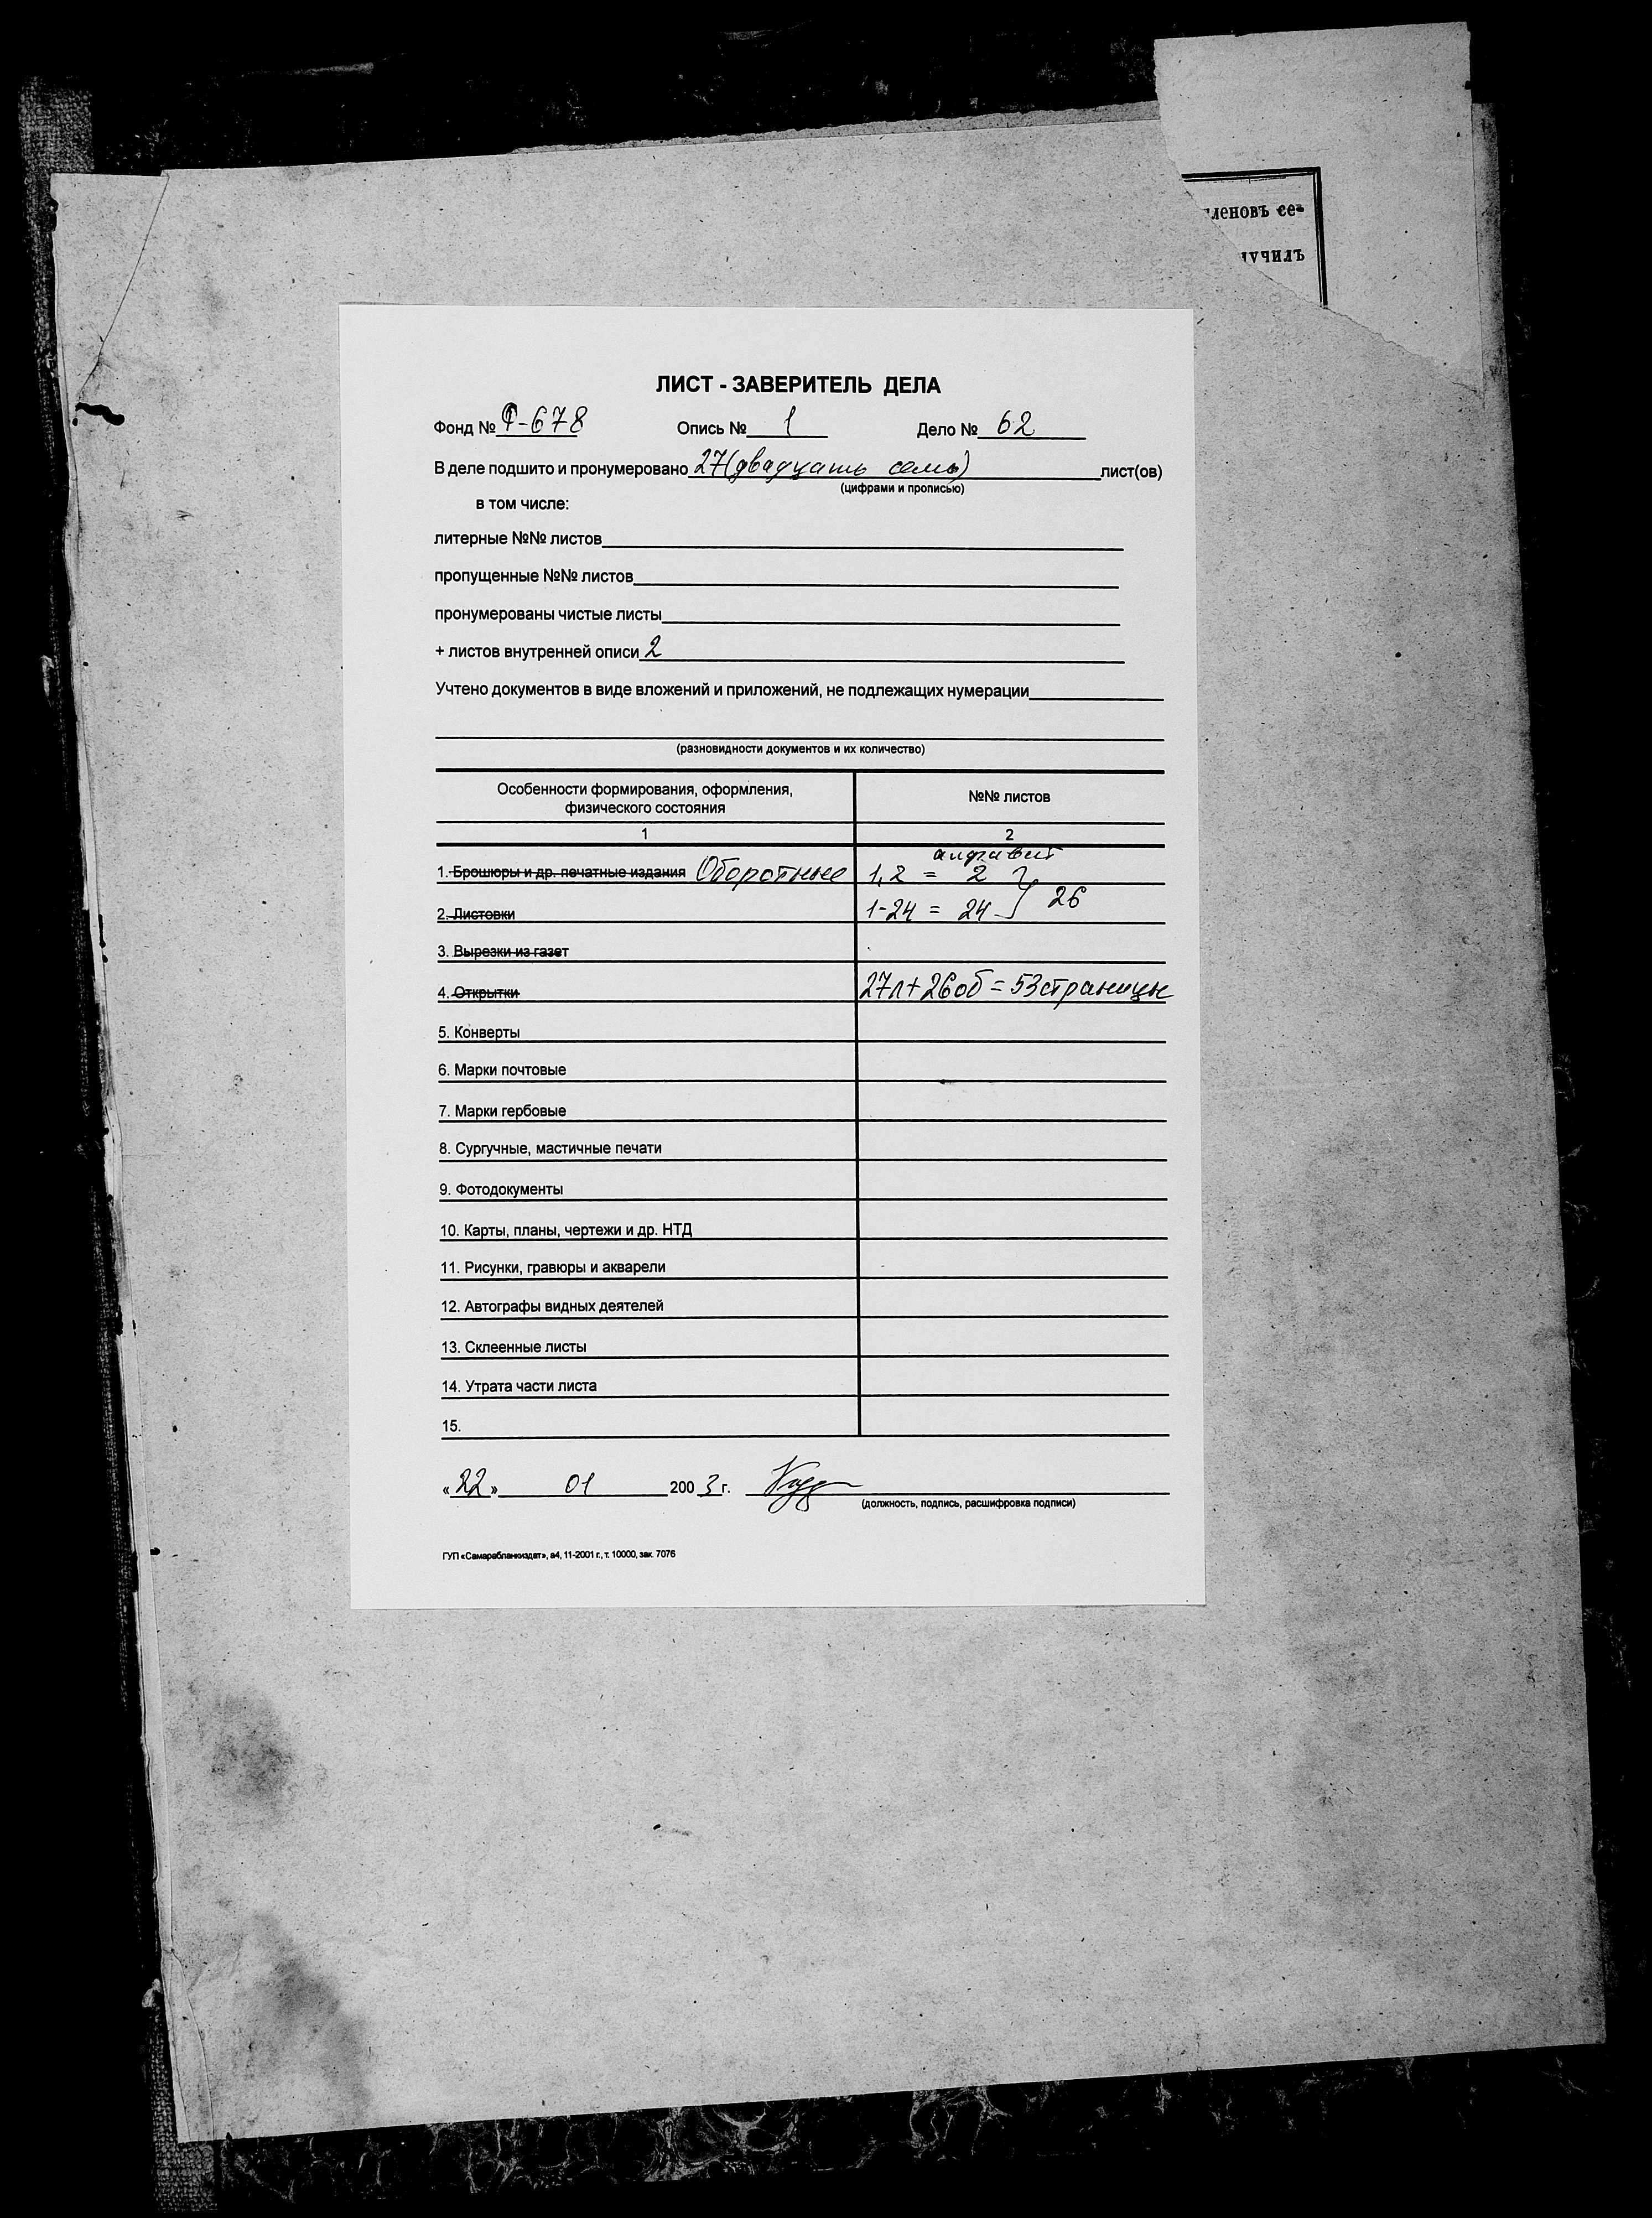 леновъ се-
училъ
ЛИСТ - ЗАВЕРИТЕЛЬ ДЕЛА
Фонд № Ф-678 Опись № 1 Дело № 62
В деле подшито и пронумеровано 27(двадцать семь) лист(ов)
(цифрами и прописью)
в том числе:
литерные №№ листов
пропущенные №№ листов
пронумерованы чистые листы
+ листов внутренней описи 2
Учтено документов в виде вложений и приложений, не подлежащих нумерации
(разновидности документов и их количество)
Особенности формирования, оформления,
физического состояния
№№ листов
1 2
алфавит
1. Брошюры и др. печатные издания Оборотные 1,2 = 2 } 26
2. Листовки 1-24 = 24
3. Вырезки из газет
4. Открытки 27л+26об = 53страницы
5. Конверты
6. Марки почтовые
7. Марки гербовые
8. Сургучные, мастичные печати
9. Фотодокументы
10. Карты, планы, чертежи и др. НТД
11. Рисунки, гравюры и акварели
12. Автографы видных деятелей
13. Склеенные листы
14. Утрата части листа
15.
«22» 01 2003 г.
(должность, подпись, расшифровка подписи)
ГУП «Самарабланкиздат», а4, 11-2001 г., т. 10000, зак. 7076